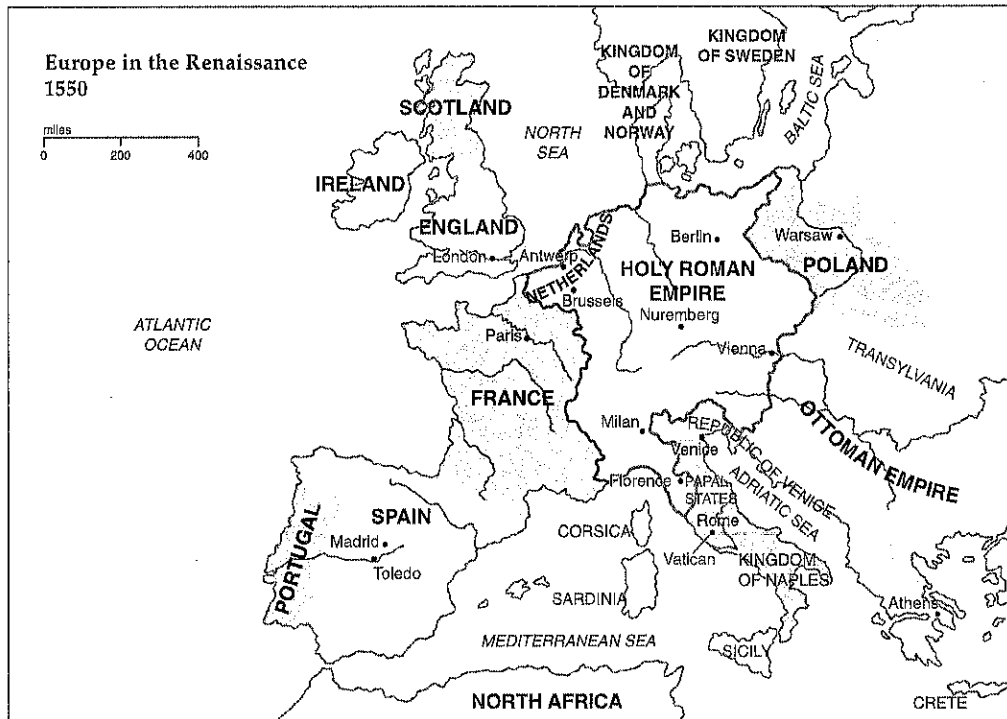 Europe in the Renaissance
1550
miles
0 200 400
SCOTLAND
IRELAND
ENGLAND
London
NORTH
SEA
KINGDOM
OF
DENMARK
AND
NORWAY
KINGDOM
OF SWEDEN
BALTIC SEA
Antwerp
NETHERLANDS
Brussels
Berlin
HOLY ROMAN
EMPIRE
Nuremberg
Warsaw
POLAND
ATLANTIC
OCEAN
Paris
FRANCE
Vienna
TRANSYLVANIA
OTTOMAN EMPIRE
Milan
REPUBLIC OF VENICE
Venice
ADRIATIC SEA
Florence
PAPAL
STATES
Rome
Vatican
KINGDOM
OF NAPLES
CORSICA
SARDINIA
PORTUGAL
SPAIN
Madrid
Toledo
MEDITERRANEAN SEA
SICILY
Athens
CRETE
NORTH AFRICA